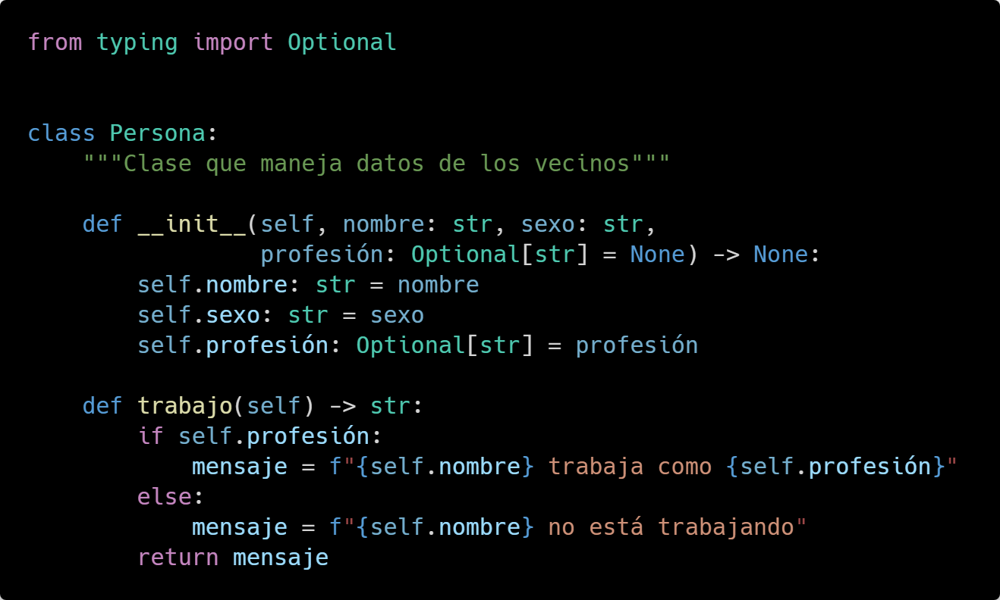 from typing import Optional
class Persona:
    """Clase que maneja datos de los vecinos"""
    def __init__(self, nombre: str, sexo: str,
                 profesión: Optional[str] = None) -> None:
        self.nombre: str = nombre
        self.sexo: str = sexo
        self.profesión: Optional[str] = profesión
    def trabajo(self) -> str:
        if self.profesión:
            mensaje = f"{self.nombre} trabaja como {self.profesión}"
        else:
            mensaje = f"{self.nombre} no está trabajando"
        return mensaje